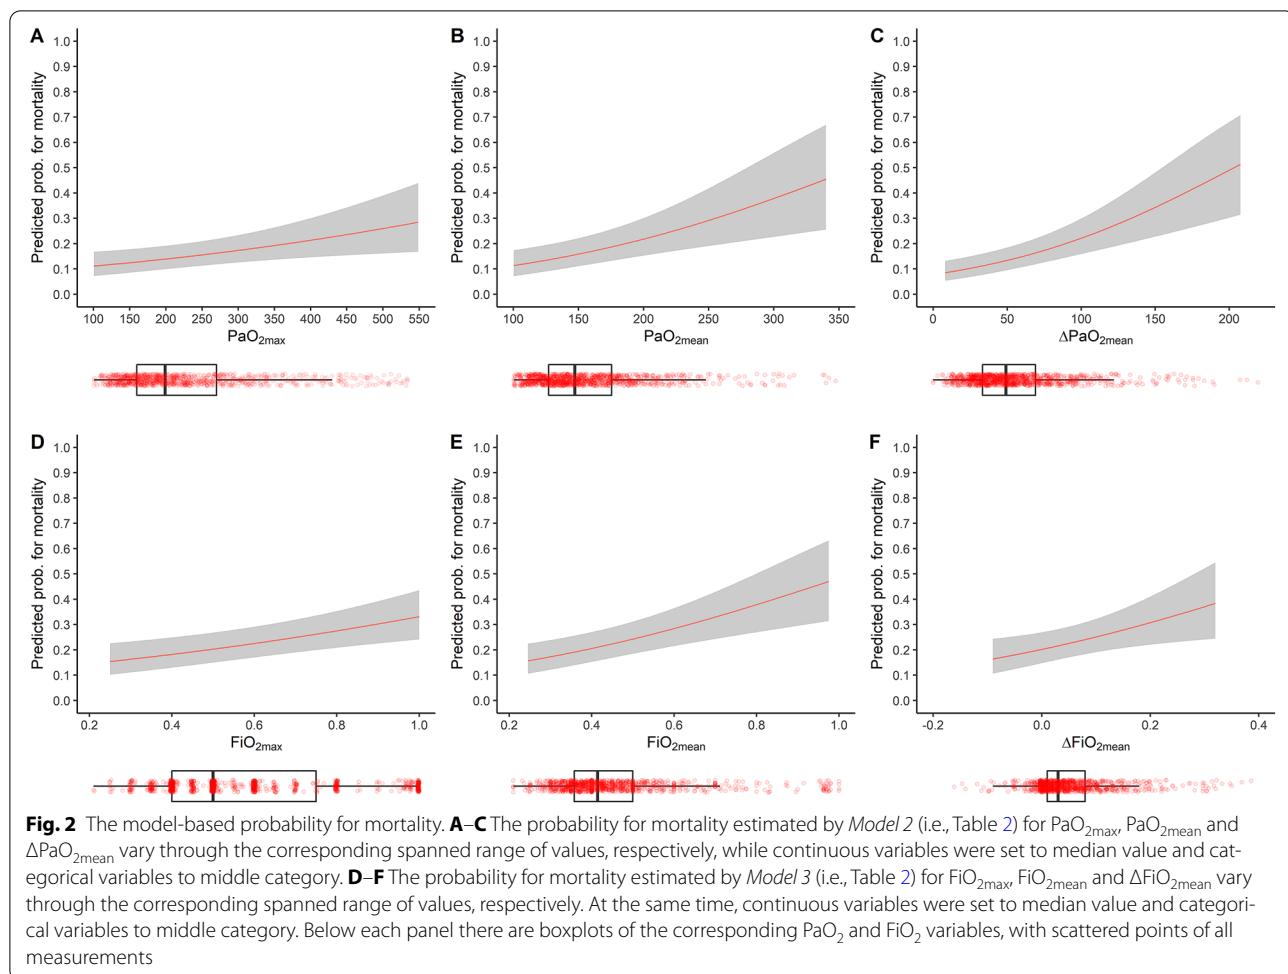 A
B
C
Predicted prob. for mortality
1.0
0.9
0.8
0.7
0.6
0.5
0.4
0.3
0.2
0.1
0.0
100 150 200 250 300 350 400 450 500 550
PaO2max
Predicted prob. for mortality
1.0
0.9
0.8
0.7
0.6
0.5
0.4
0.3
0.2
0.1
0.0
100 150 200 250 300 350
PaO2mean
Predicted prob. for mortality
1.0
0.9
0.8
0.7
0.6
0.5
0.4
0.3
0.2
0.1
0.0
0 50 100 150 200
ΔPaO2mean
D
E
F
Predicted prob. for mortality
1.0
0.9
0.8
0.7
0.6
0.5
0.4
0.3
0.2
0.1
0.0
0.2 0.4 0.6 0.8 1.0
FiO2max
Predicted prob. for mortality
1.0
0.9
0.8
0.7
0.6
0.5
0.4
0.3
0.2
0.1
0.0
0.2 0.4 0.6 0.8 1.0
FiO2mean
Predicted prob. for mortality
1.0
0.9
0.8
0.7
0.6
0.5
0.4
0.3
0.2
0.1
0.0
-0.2 0.0 0.2 0.4
ΔFiO2mean
Fig. 2 The model-based probability for mortality. A–C The probability for mortality estimated by Model 2 (i.e., Table 2) for PaO2max, PaO2mean and
ΔPaO2mean vary through the corresponding spanned range of values, respectively, while continuous variables were set to median value and cat-
egorical variables to middle category. D–F The probability for mortality estimated by Model 3 (i.e., Table 2) for FiO2max, FiO2mean and ΔFiO2mean vary
through the corresponding spanned range of values, respectively. At the same time, continuous variables were set to median value and categori-
cal variables to middle category. Below each panel there are boxplots of the corresponding PaO2 and FiO2 variables, with scattered points of all
measurements